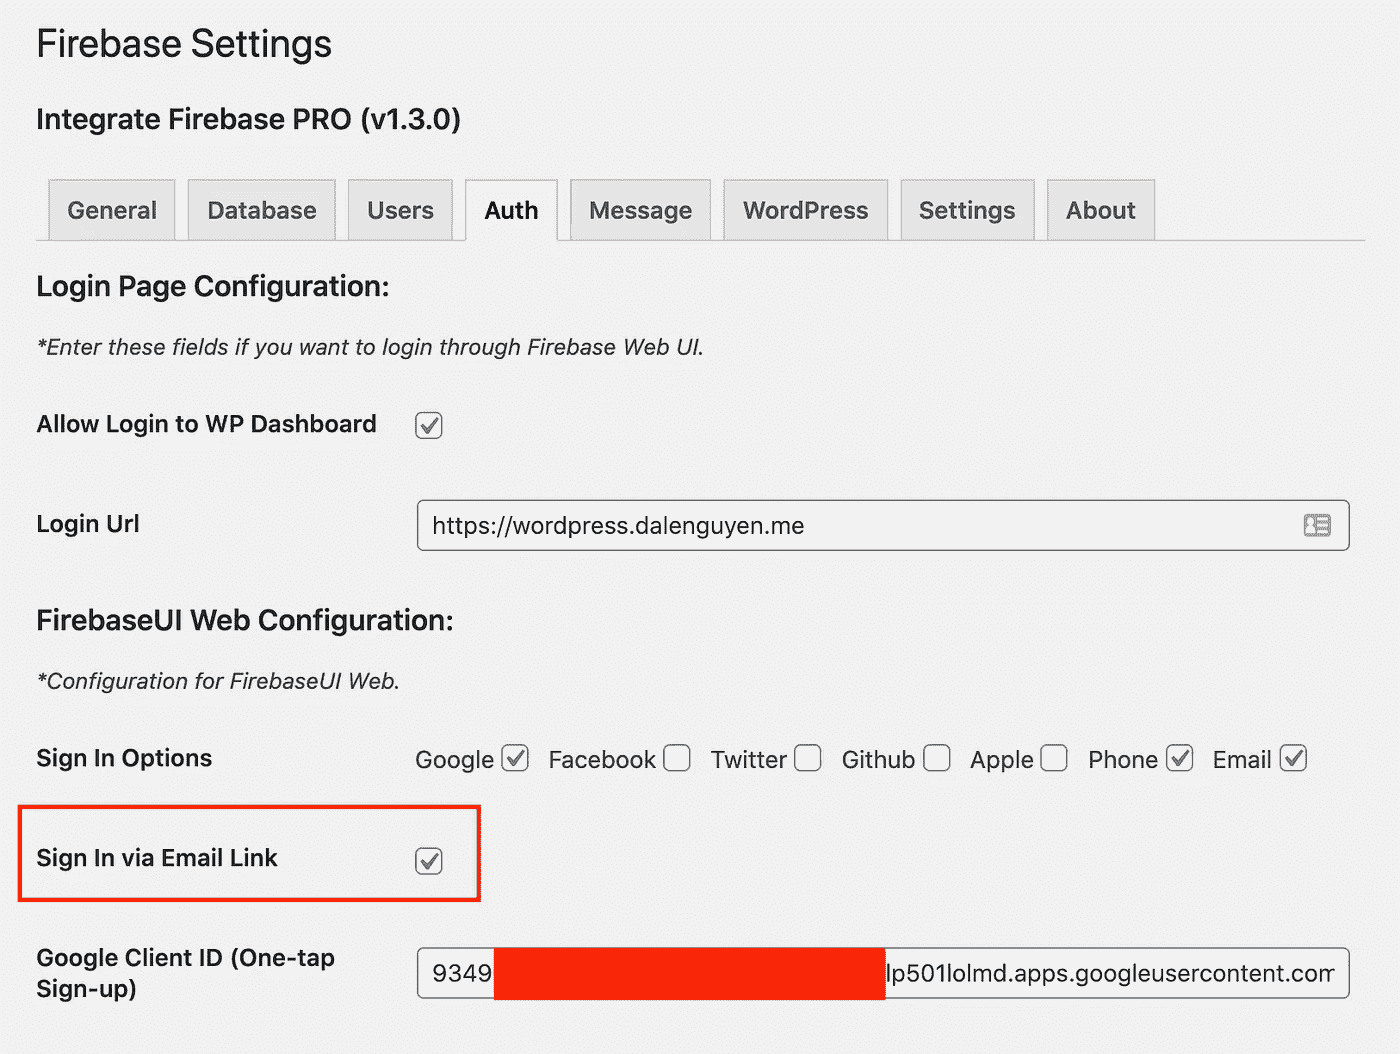 Firebase Settings
Integrate Firebase PRO (v1.3.0)
General Database Users Auth Message WordPress Settings About
Login Page Configuration:
*Enter these fields if you want to login through Firebase Web UI.
Allow Login to WP Dashboard
Login Url https://wordpress.dalenguyen.me
FirebaseUI Web Configuration:
*Configuration for FirebaseUI Web.
Sign In Options Google Facebook Twitter Github Apple Phone Email
Sign In via Email Link
Google Client ID (One-tap
Sign-up)
9349 lp501lolmd.apps.googleusercontent.com